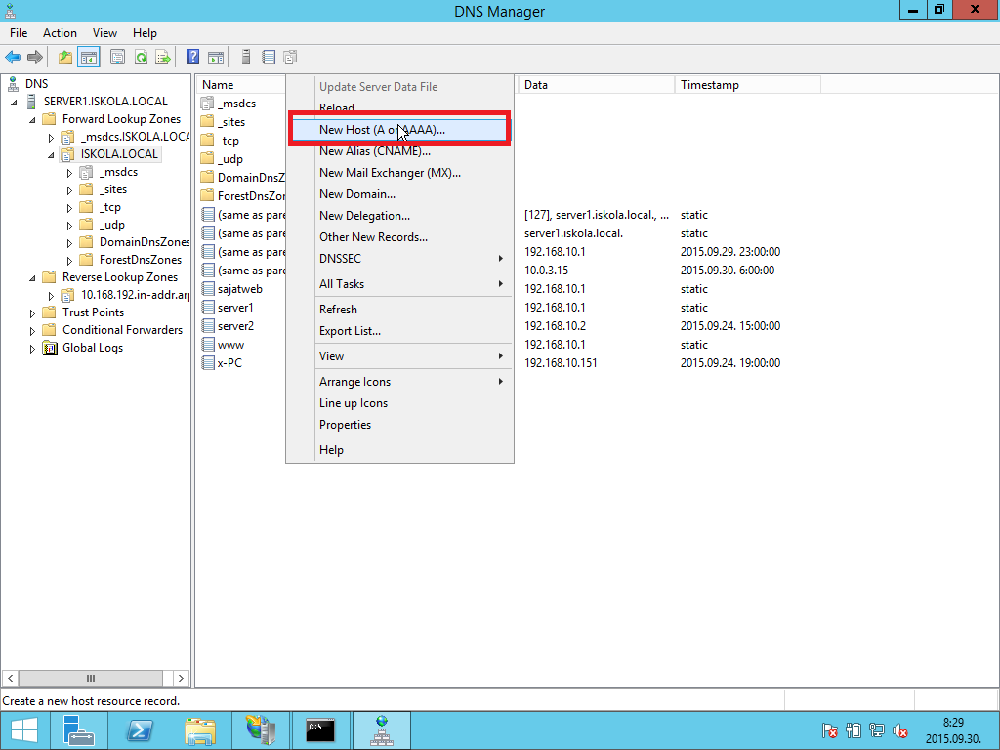 DNS Manager
File Action View Help
DNS
SERVER1.ISKOLA.LOCAL
Forward Lookup Zones
_msdcs.ISKOLA.LOCA
ISKOLA.LOCAL
_msdcs
_sites
_tcp
_udp
DomainDnsZones
ForestDnsZones
Reverse Lookup Zones
10.168.192.in-addr.arp
Trust Points
Conditional Forwarders
Global Logs
Name Data Timestamp
_msdcs
_sites
_tcp
_udp
DomainDnsZ
ForestDnsZor
(same as pare [127], server1.iskola.local., ... static
(same as pare server1.iskola.local. static
(same as pare 192.168.10.1 2015.09.29. 23:00:00
(same as pare 10.0.3.15 2015.09.30. 6:00:00
sajatweb 192.168.10.1 static
server1 192.168.10.1 static
server2 192.168.10.2 2015.09.24. 15:00:00
www 192.168.10.1 static
x-PC 192.168.10.151 2015.09.24. 19:00:00
Update Server Data File
Reload
New Host (A or AAAA)...
New Alias (CNAME)...
New Mail Exchanger (MX)...
New Domain...
New Delegation...
Other New Records...
DNSSEC
All Tasks
Refresh
Export List...
View
Arrange Icons
Line up Icons
Properties
Help
Create a new host resource record.
8:29
2015.09.30.